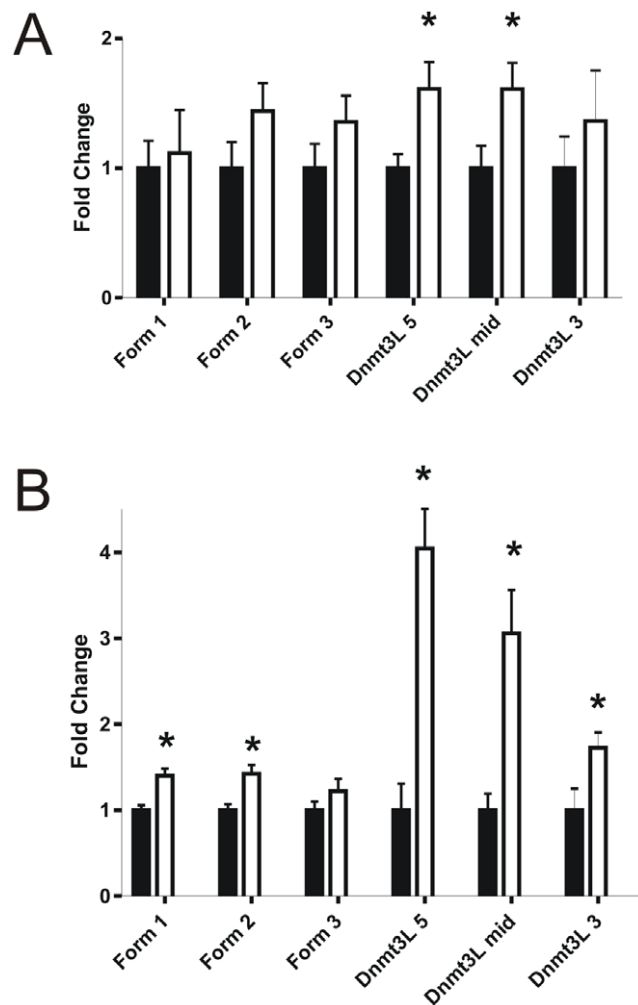 A
Fold Change
2
1
0
* *
Form 1 Form 2 Form 3 Dnmt3L 5 Dnmt3L mid Dnmt3L 3
B
Fold Change
4
3
2
1
0
* * * * *
Form 1 Form 2 Form 3 Dnmt3L 5 Dnmt3L mid Dnmt3L 3